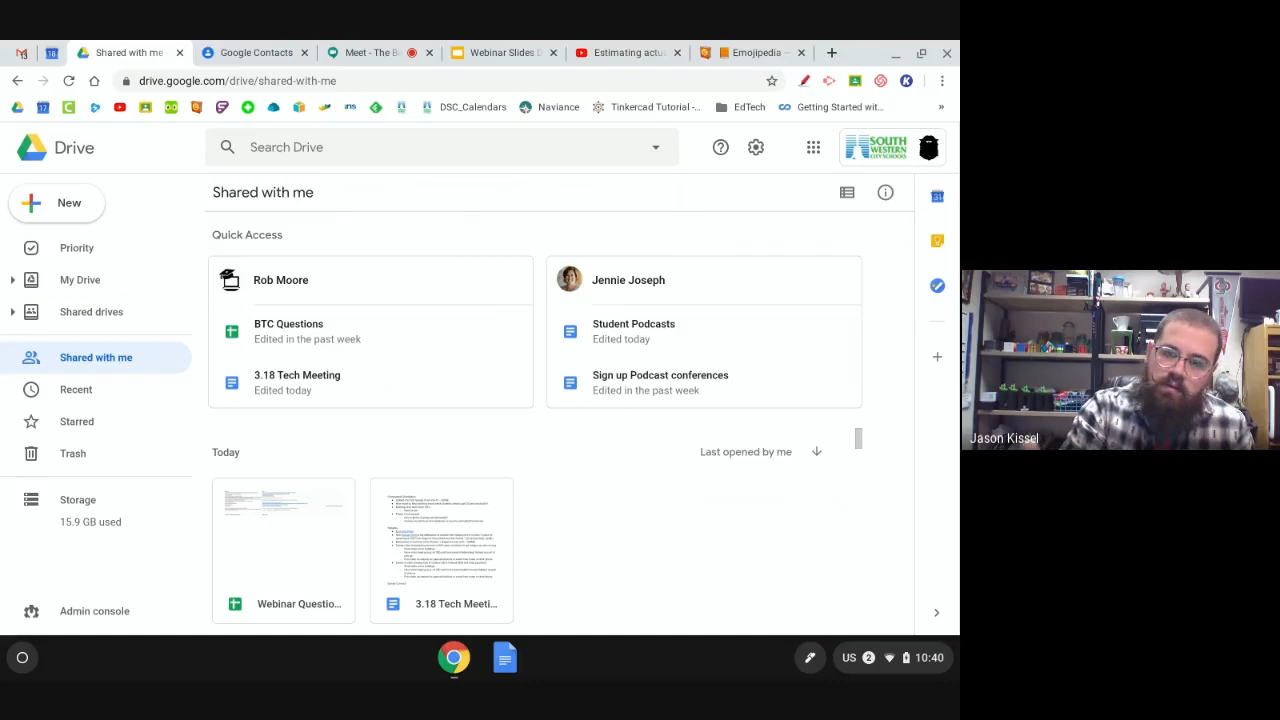 Shared with me
Google Contacts
Meet - The Ba
Webinar Slides D
Estimating actu
Emojipedia —
drive.google.com/drive/shared-with-me
DSC_Calendars
Naviance
Tinkercad Tutorial -...
EdTech
Getting Started wit...
Drive
Search Drive
SOUTH
WESTERN
CITY SCHOOLS
New
Shared with me
Quick Access
Priority
My Drive
Shared drives
Shared with me
Recent
Starred
Trash
Storage
15.9 GB used
Admin console
Rob Moore
BTC Questions
Edited in the past week
3.18 Tech Meeting
Edited today
Jennie Joseph
Student Podcasts
Edited today
Sign up Podcast conferences
Edited in the past week
Today
Last opened by me
Webinar Questio...
3.18 Tech Meeti...
Jason Kissel
US 2 10:40